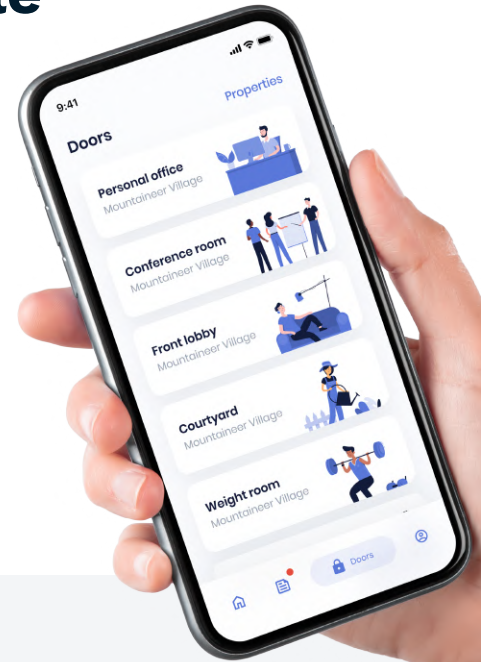 te
9:41
Properties
Doors
Personal office
Mountaineer Village
Conference room
Mountaineer Village
Front lobby
Mountaineer Village
Courtyard
Mountaineer Village
Weight room
Mountaineer Village
Doors